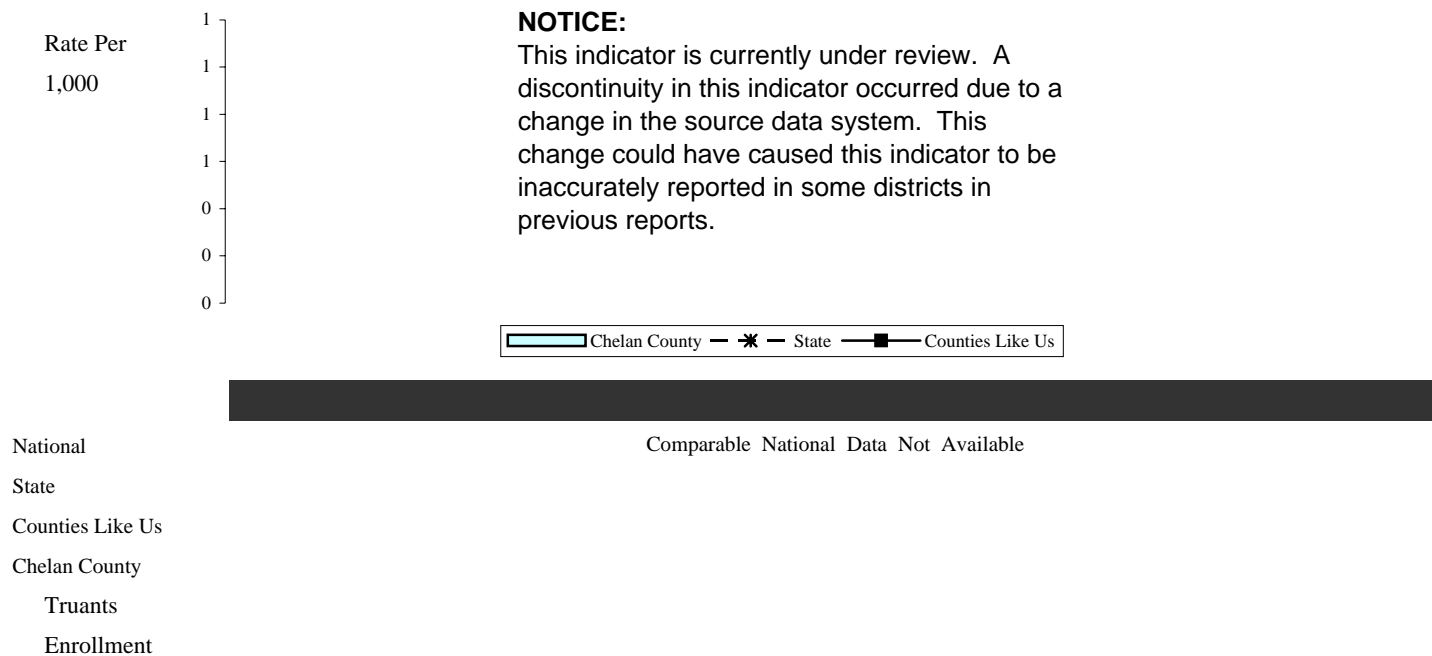 NOTICE:
This indicator is currently under review. A
discontinuity in this indicator occurred due to a
change in the source data system. This
change could have caused this indicator to be
inaccurately reported in some districts in
previous reports.
Rate Per
1,000
1
1
1
1
0
0
0
Chelan County State Counties Like Us
National Comparable National Data Not Available
State
Counties Like Us
Chelan County
Truants
Enrollment